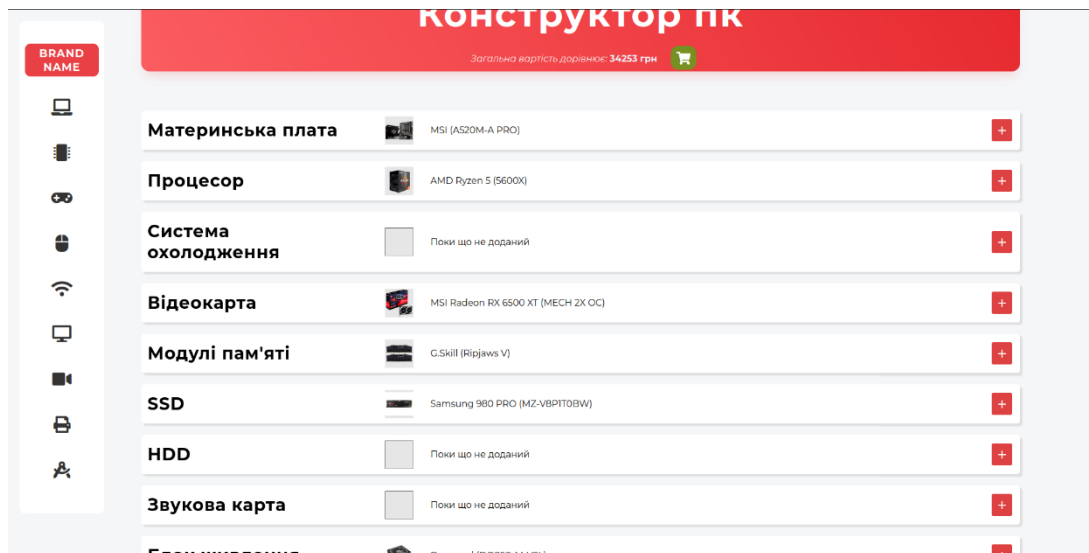 Конструктор пк
Загальна вартість дорівнює: 34253 грн
BRAND
NAME
Материнська плата
MSI (A520M-A PRO)
+
Процесор
AMD Ryzen 5 (5600X)
+
Система
охолодження
Поки що не доданий
+
Відеокарта
MSI Radeon RX 6500 XT (MECH 2X OC)
+
Модулі пам'яті
G.Skill (Ripjaws V)
+
SSD
Samsung 980 PRO (MZ-V8P1T0BW)
+
HDD
Поки що не доданий
+
Звукова карта
Поки що не доданий
+
Блок живлення